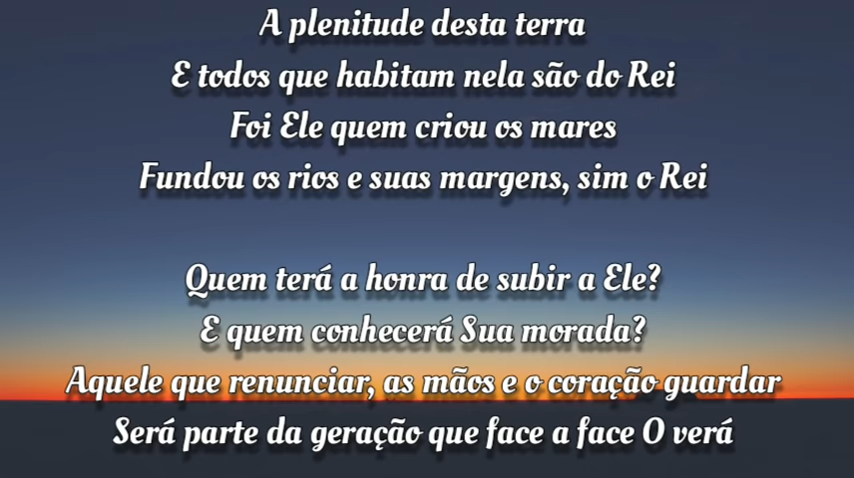 A plenitude desta terra
E todos que habitam nela são do Rei
Foi Ele quem criou os mares
Fundou os rios e suas margens, sim o Rei
Quem terá a honra de subir a Ele?
E quem conhecerá Sua morada?
Aquele que renunciar, as mãos e o coração guardar
Será parte da geração que face a face O verá